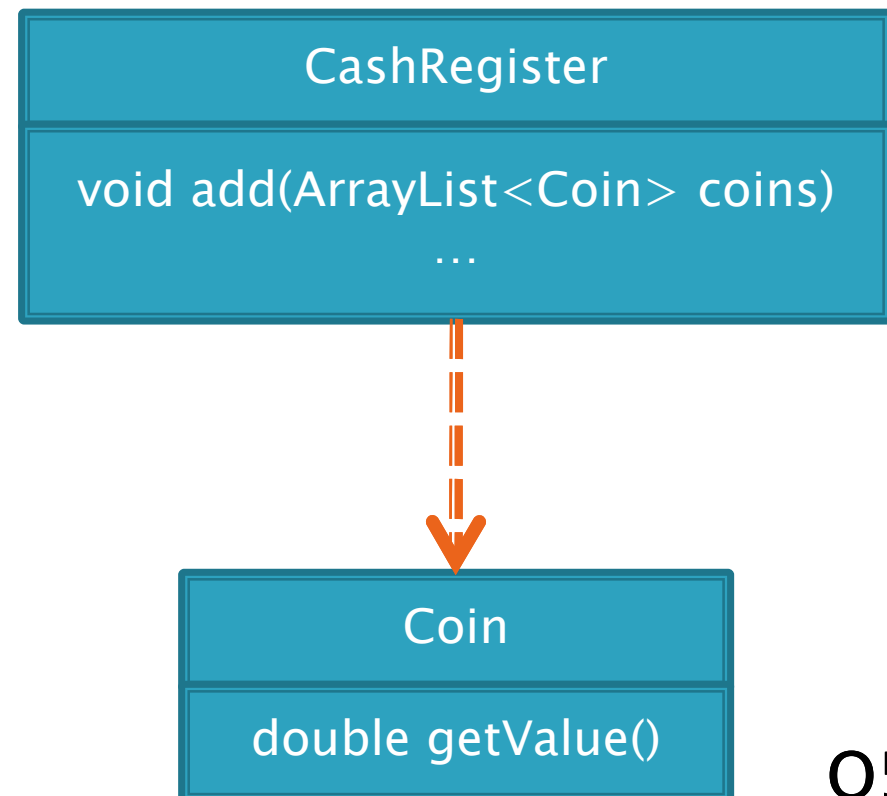 CashRegister
void add(ArrayList<Coin> coins)
…
Coin
double getValue()